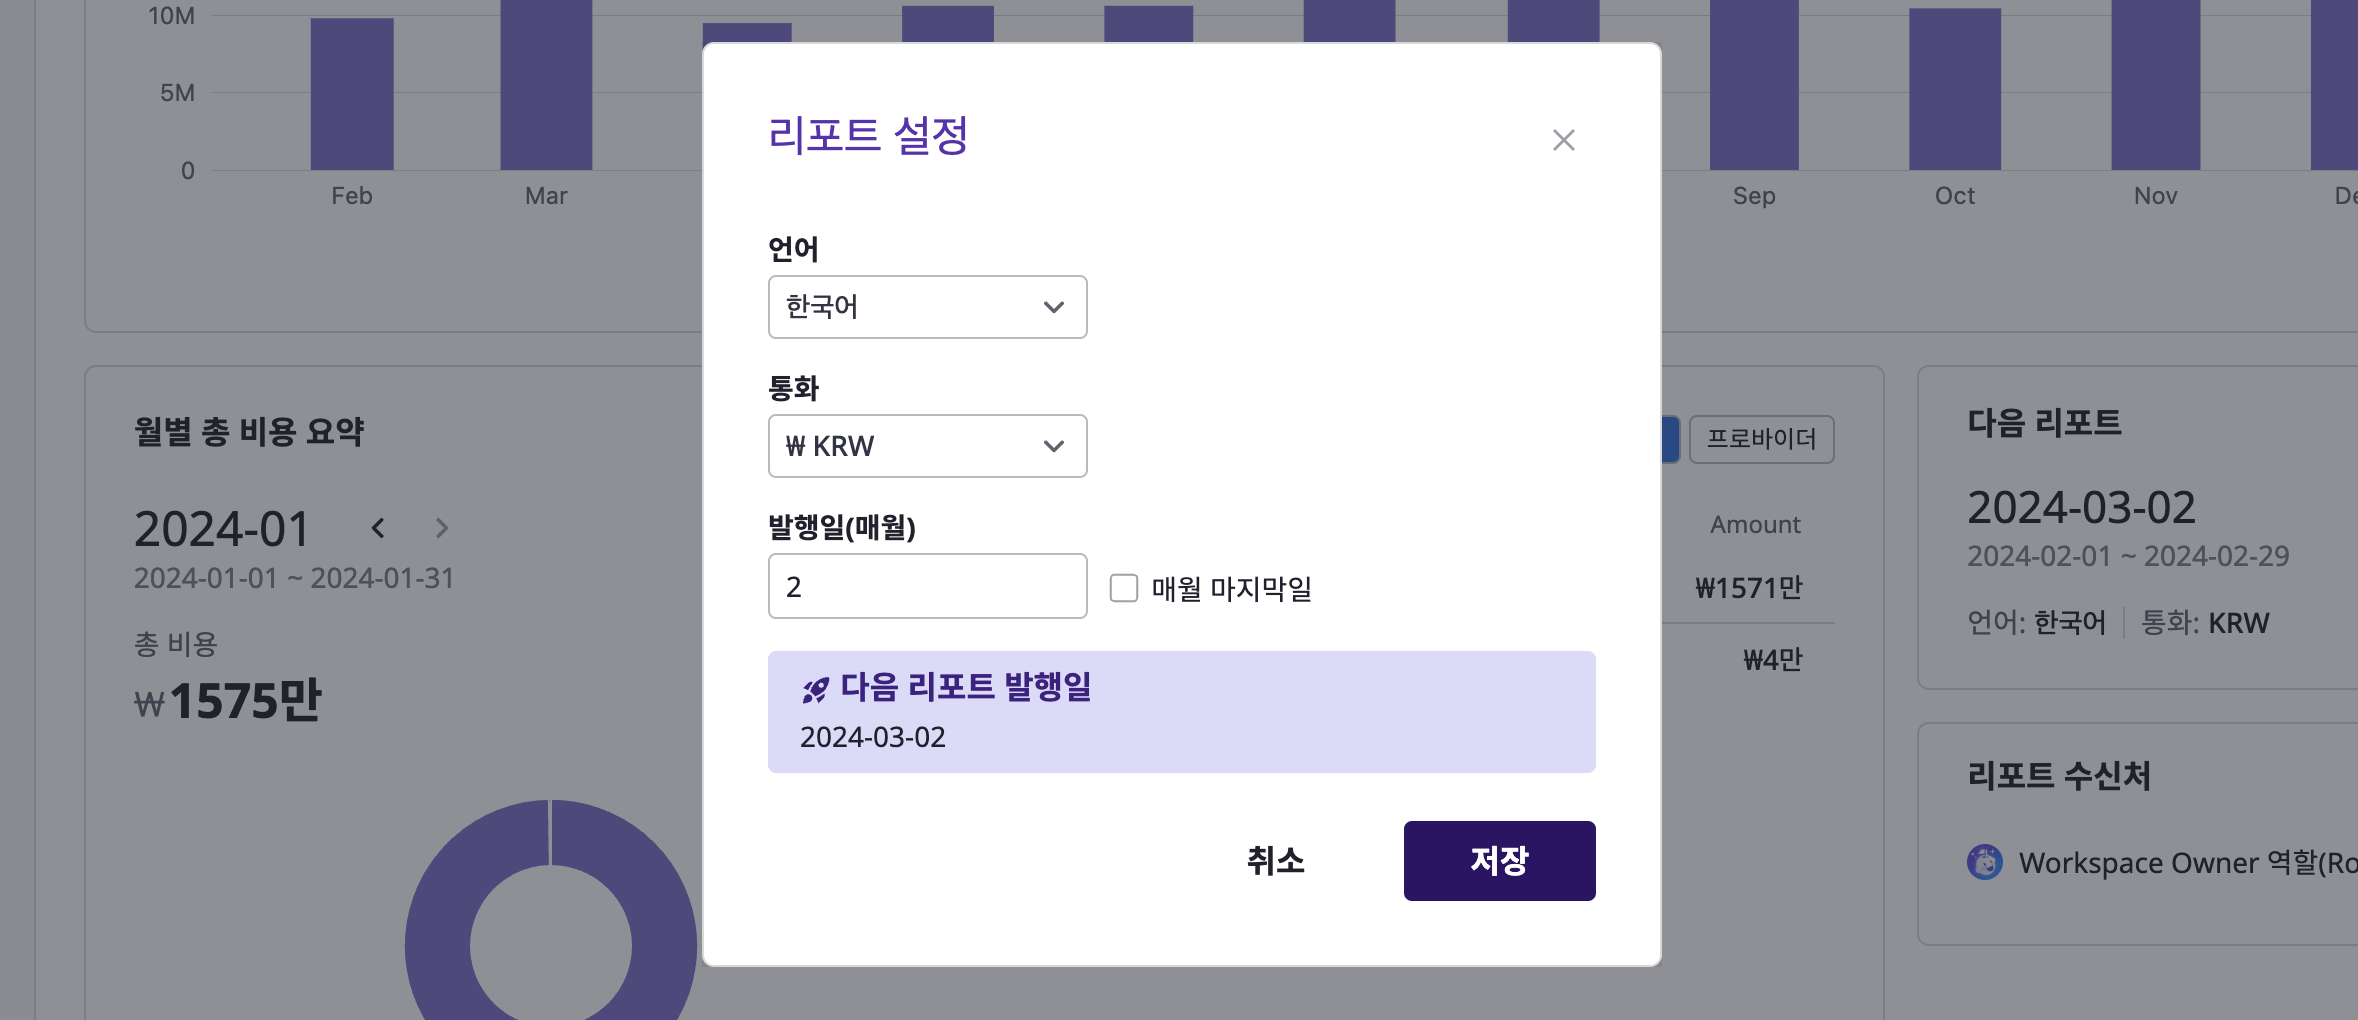 10M
5M
0
Feb
Mar
Sep
Oct
Nov
리포트 설정
언어
한국어
통화
₩ KRW
발행일(매월)
2
매월 마지막일
다음 리포트 발행일
2024-03-02
취소
저장
월별 총 비용 요약
2024-01
2024-01-01 ~ 2024-01-31
총 비용
₩1575만
프로바이더
Amount
₩1571만
₩4만
다음 리포트
2024-03-02
2024-02-01 ~ 2024-02-29
언어: 한국어 통화: KRW
리포트 수신처
Workspace Owner 역할(Ro